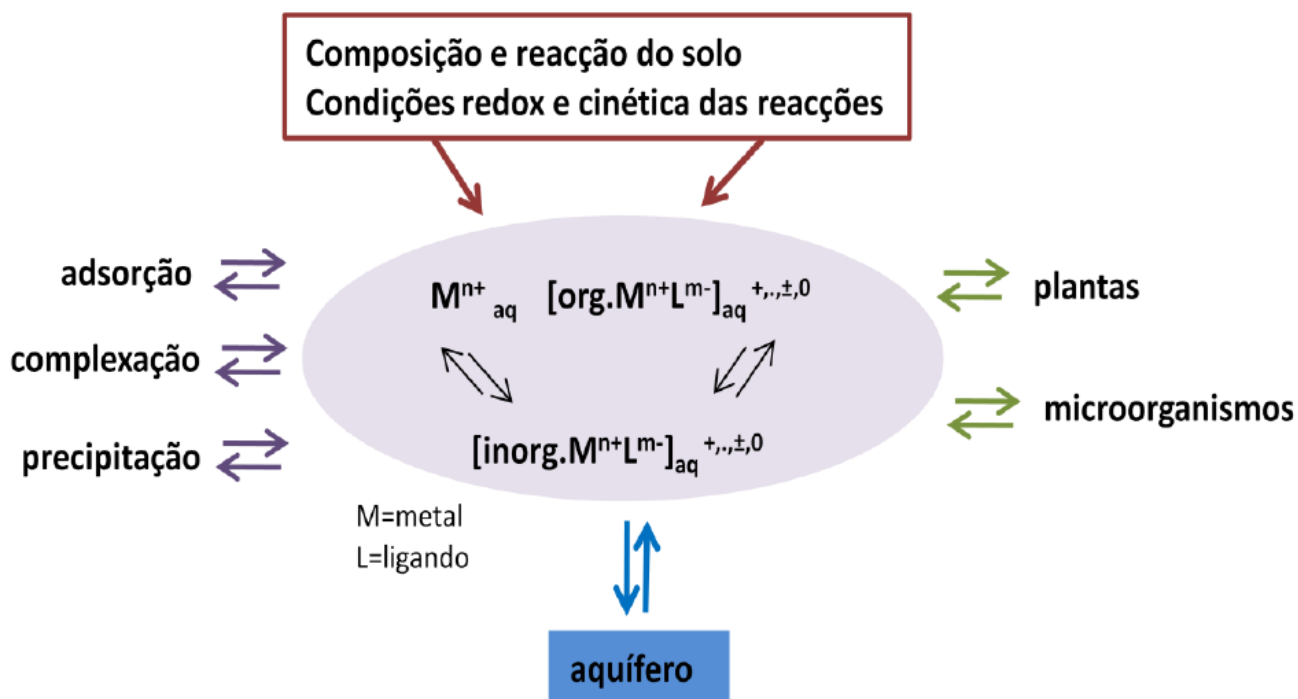 Composição e reacção do solo
Condições redox e cinética das reacções
adsorção
complexação
precipitação
Mⁿ⁺ aq [org.Mⁿ⁺Lᵐ⁻]aq ⁺,.,±,⁰
[inorg.Mⁿ⁺Lᵐ⁻]aq ⁺,.,±,⁰
plantas
microorganismos
M=metal
L=ligando
aquífero